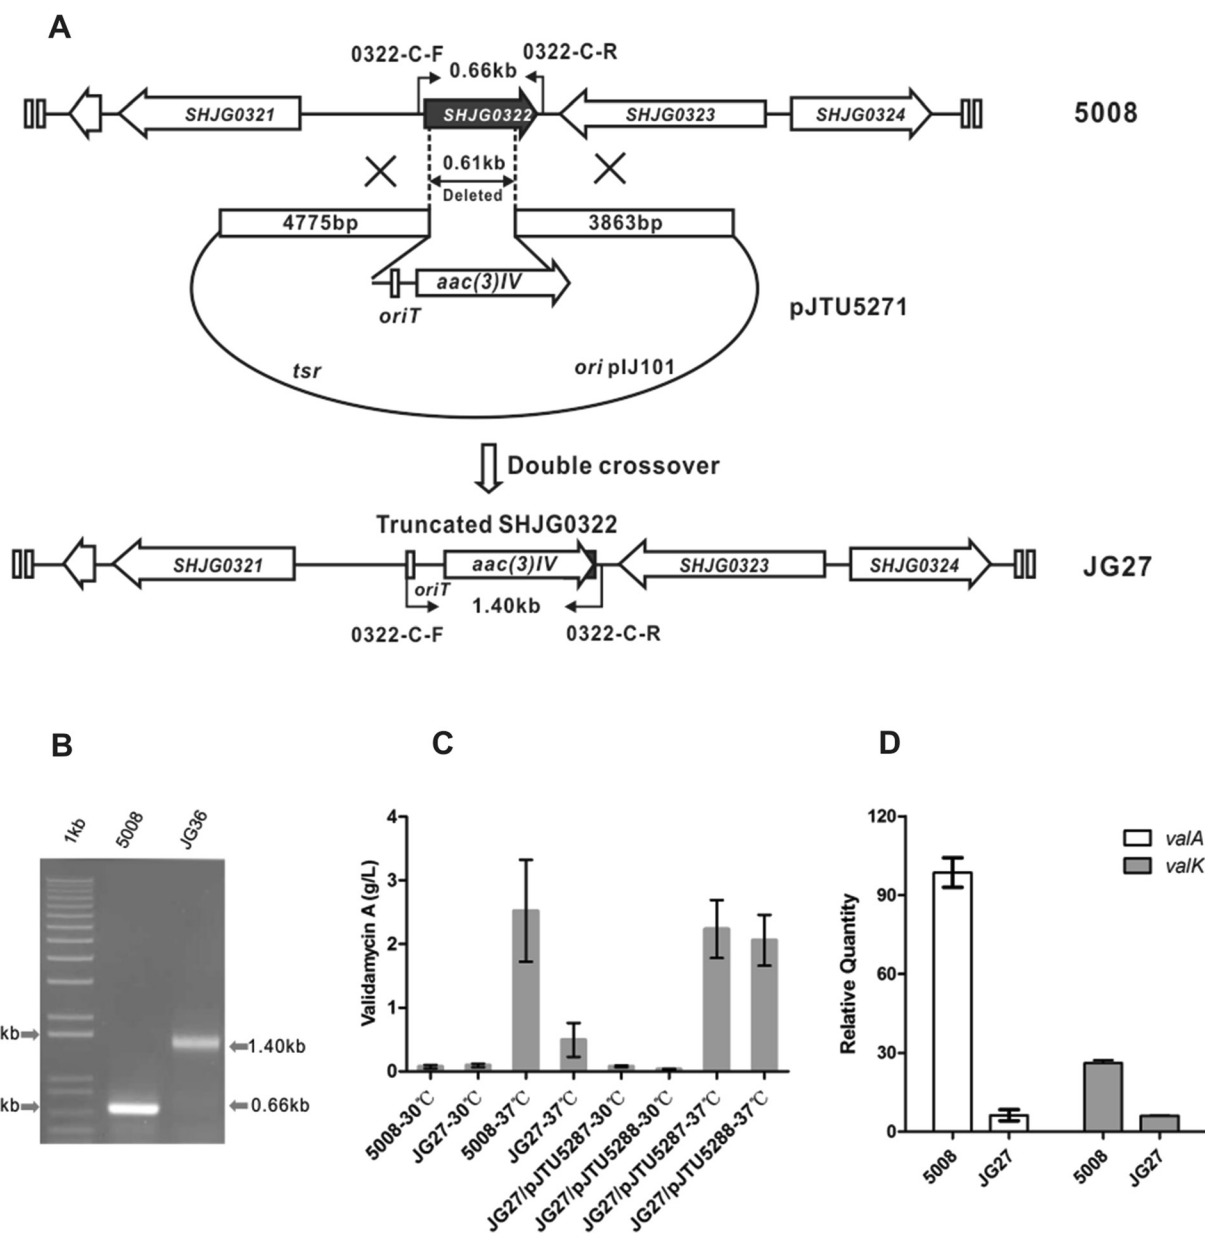 A
0322-C-F
0322-C-R
0.66kb
SHJG0321
SHJG0322
SHJG0323
SHJG0324
5008
0.61kb
Deleted
4775bp
3863bp
aac(3)IV
oriT
pJTU5271
tsr
ori pIJ101
Double crossover
Truncated SHJG0322
SHJG0321
aac(3)IV
SHJG0323
SHJG0324
JG27
oriT
1.40kb
0322-C-F
0322-C-R
B
1kb
5008
JG36
kb
1.40kb
kb
0.66kb
C
Validamycin A (g/L)
4
3
2
1
0
5008-30℃
JG27-30℃
5008-37℃
JG27-37℃
JG27/pJTU5287-30℃
JG27/pJTU5288-30℃
JG27/pJTU5287-37℃
JG27/pJTU5288-37℃
D
Relative Quantity
120
90
60
30
0
valA
valK
5008
JG27
5008
JG27